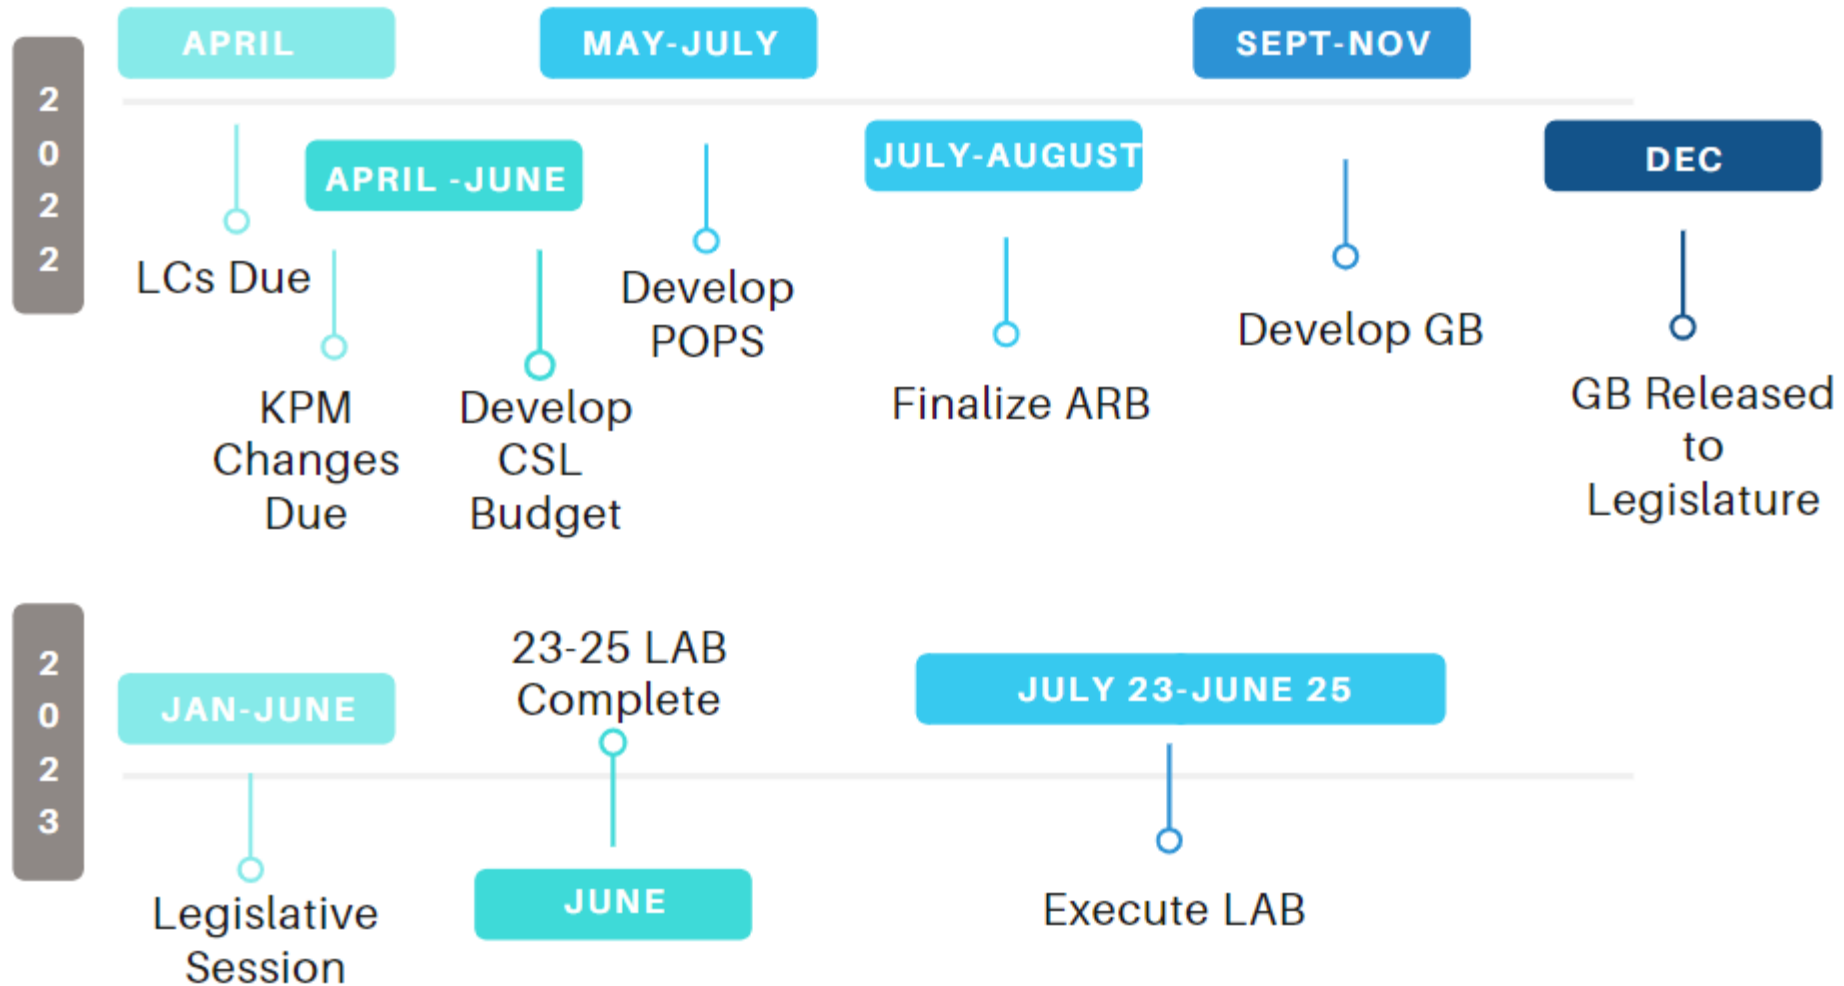 2022
APRIL
LCs Due
APRIL -JUNE
KPM
Changes
Due
Develop
CSL
Budget
MAY-JULY
Develop
POPS
JULY-AUGUST
Finalize ARB
SEPT-NOV
Develop GB
DEC
GB Released
to
Legislature
2023
JAN-JUNE
Legislative
Session
23-25 LAB
Complete
JUNE
JULY 23-JUNE 25
Execute LAB